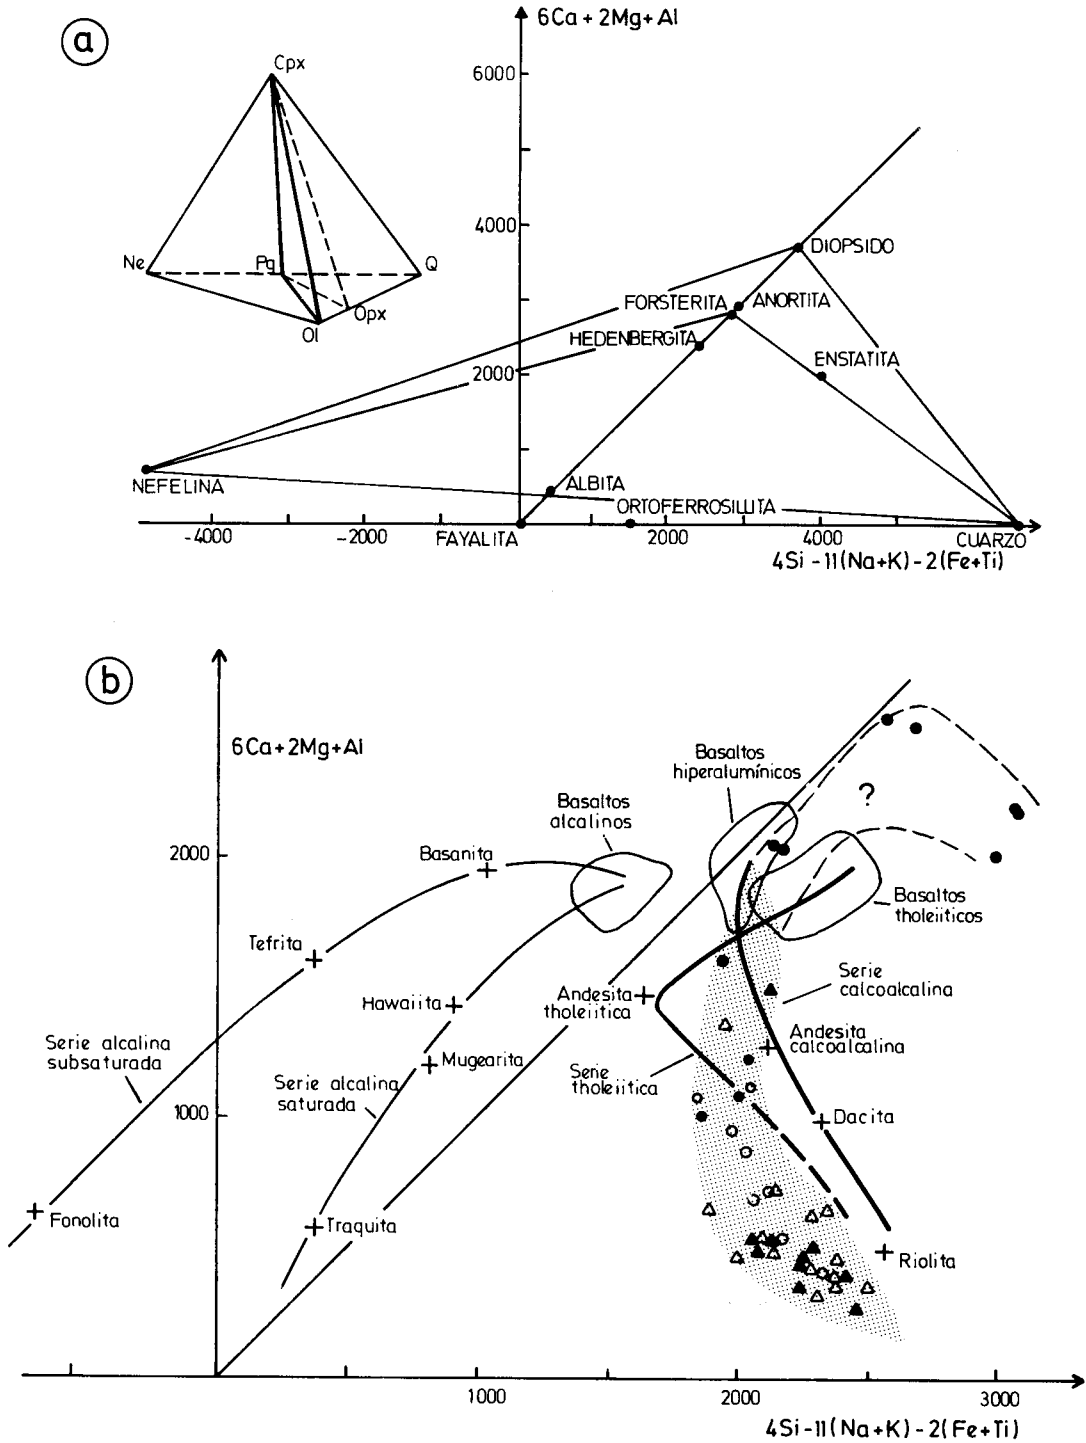 a
6Ca + 2Mg + Al
6000
Cpx
4000
DIOPSIDO
Ne
Pg
Q
Opx
Ol
FORSTERITA
ANORTITA
HEDENBERGITA
ENSTATITA
2000
NEFELINA
ALBITA
ORTOFERROSILLITA
-4000
-2000
FAYALITA
2000
4000
CUARZO
4Si -11(Na+K) - 2(Fe+Ti)
b
6Ca+2Mg+Al
Basaltos
hiperalumínicos
Basaltos
alcalinos
?
2000
Basanita
Basaltos
tholeiiticos
Tefrita
Hawaiita
Andesita
tholeiitica
Serie
calcoalcalina
Serie alcalina
subsaturada
Mugearita
Andesita
calcoalcalina
Serie alcalina
saturada
Serie
tholeiitica
1000
Dacita
Fonolita
Traquita
Riolita
1000
2000
3000
4Si -11(Na+K) - 2(Fe+Ti)